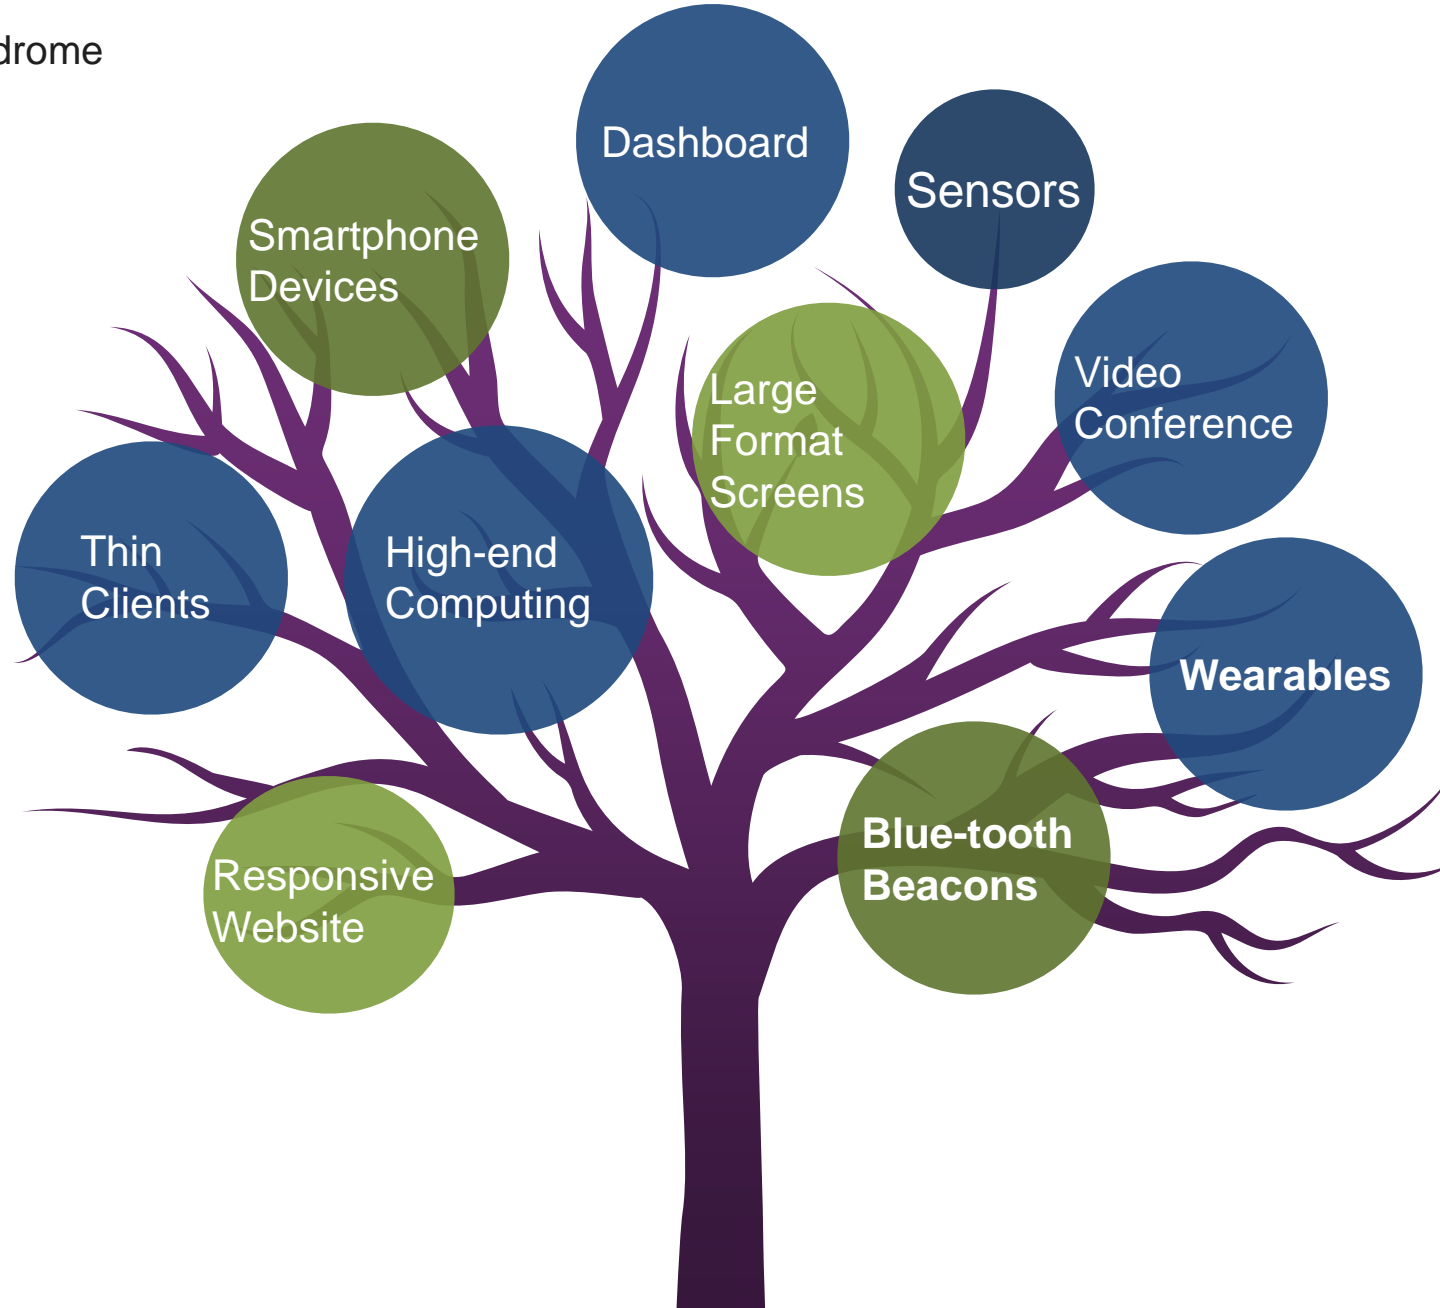 drome
Dashboard
Sensors
Smartphone
Devices
Video
Conference
Large
Format
Screens
Thin
Clients
High-end
Computing
Wearables
Blue-tooth
Beacons
Responsive
Website